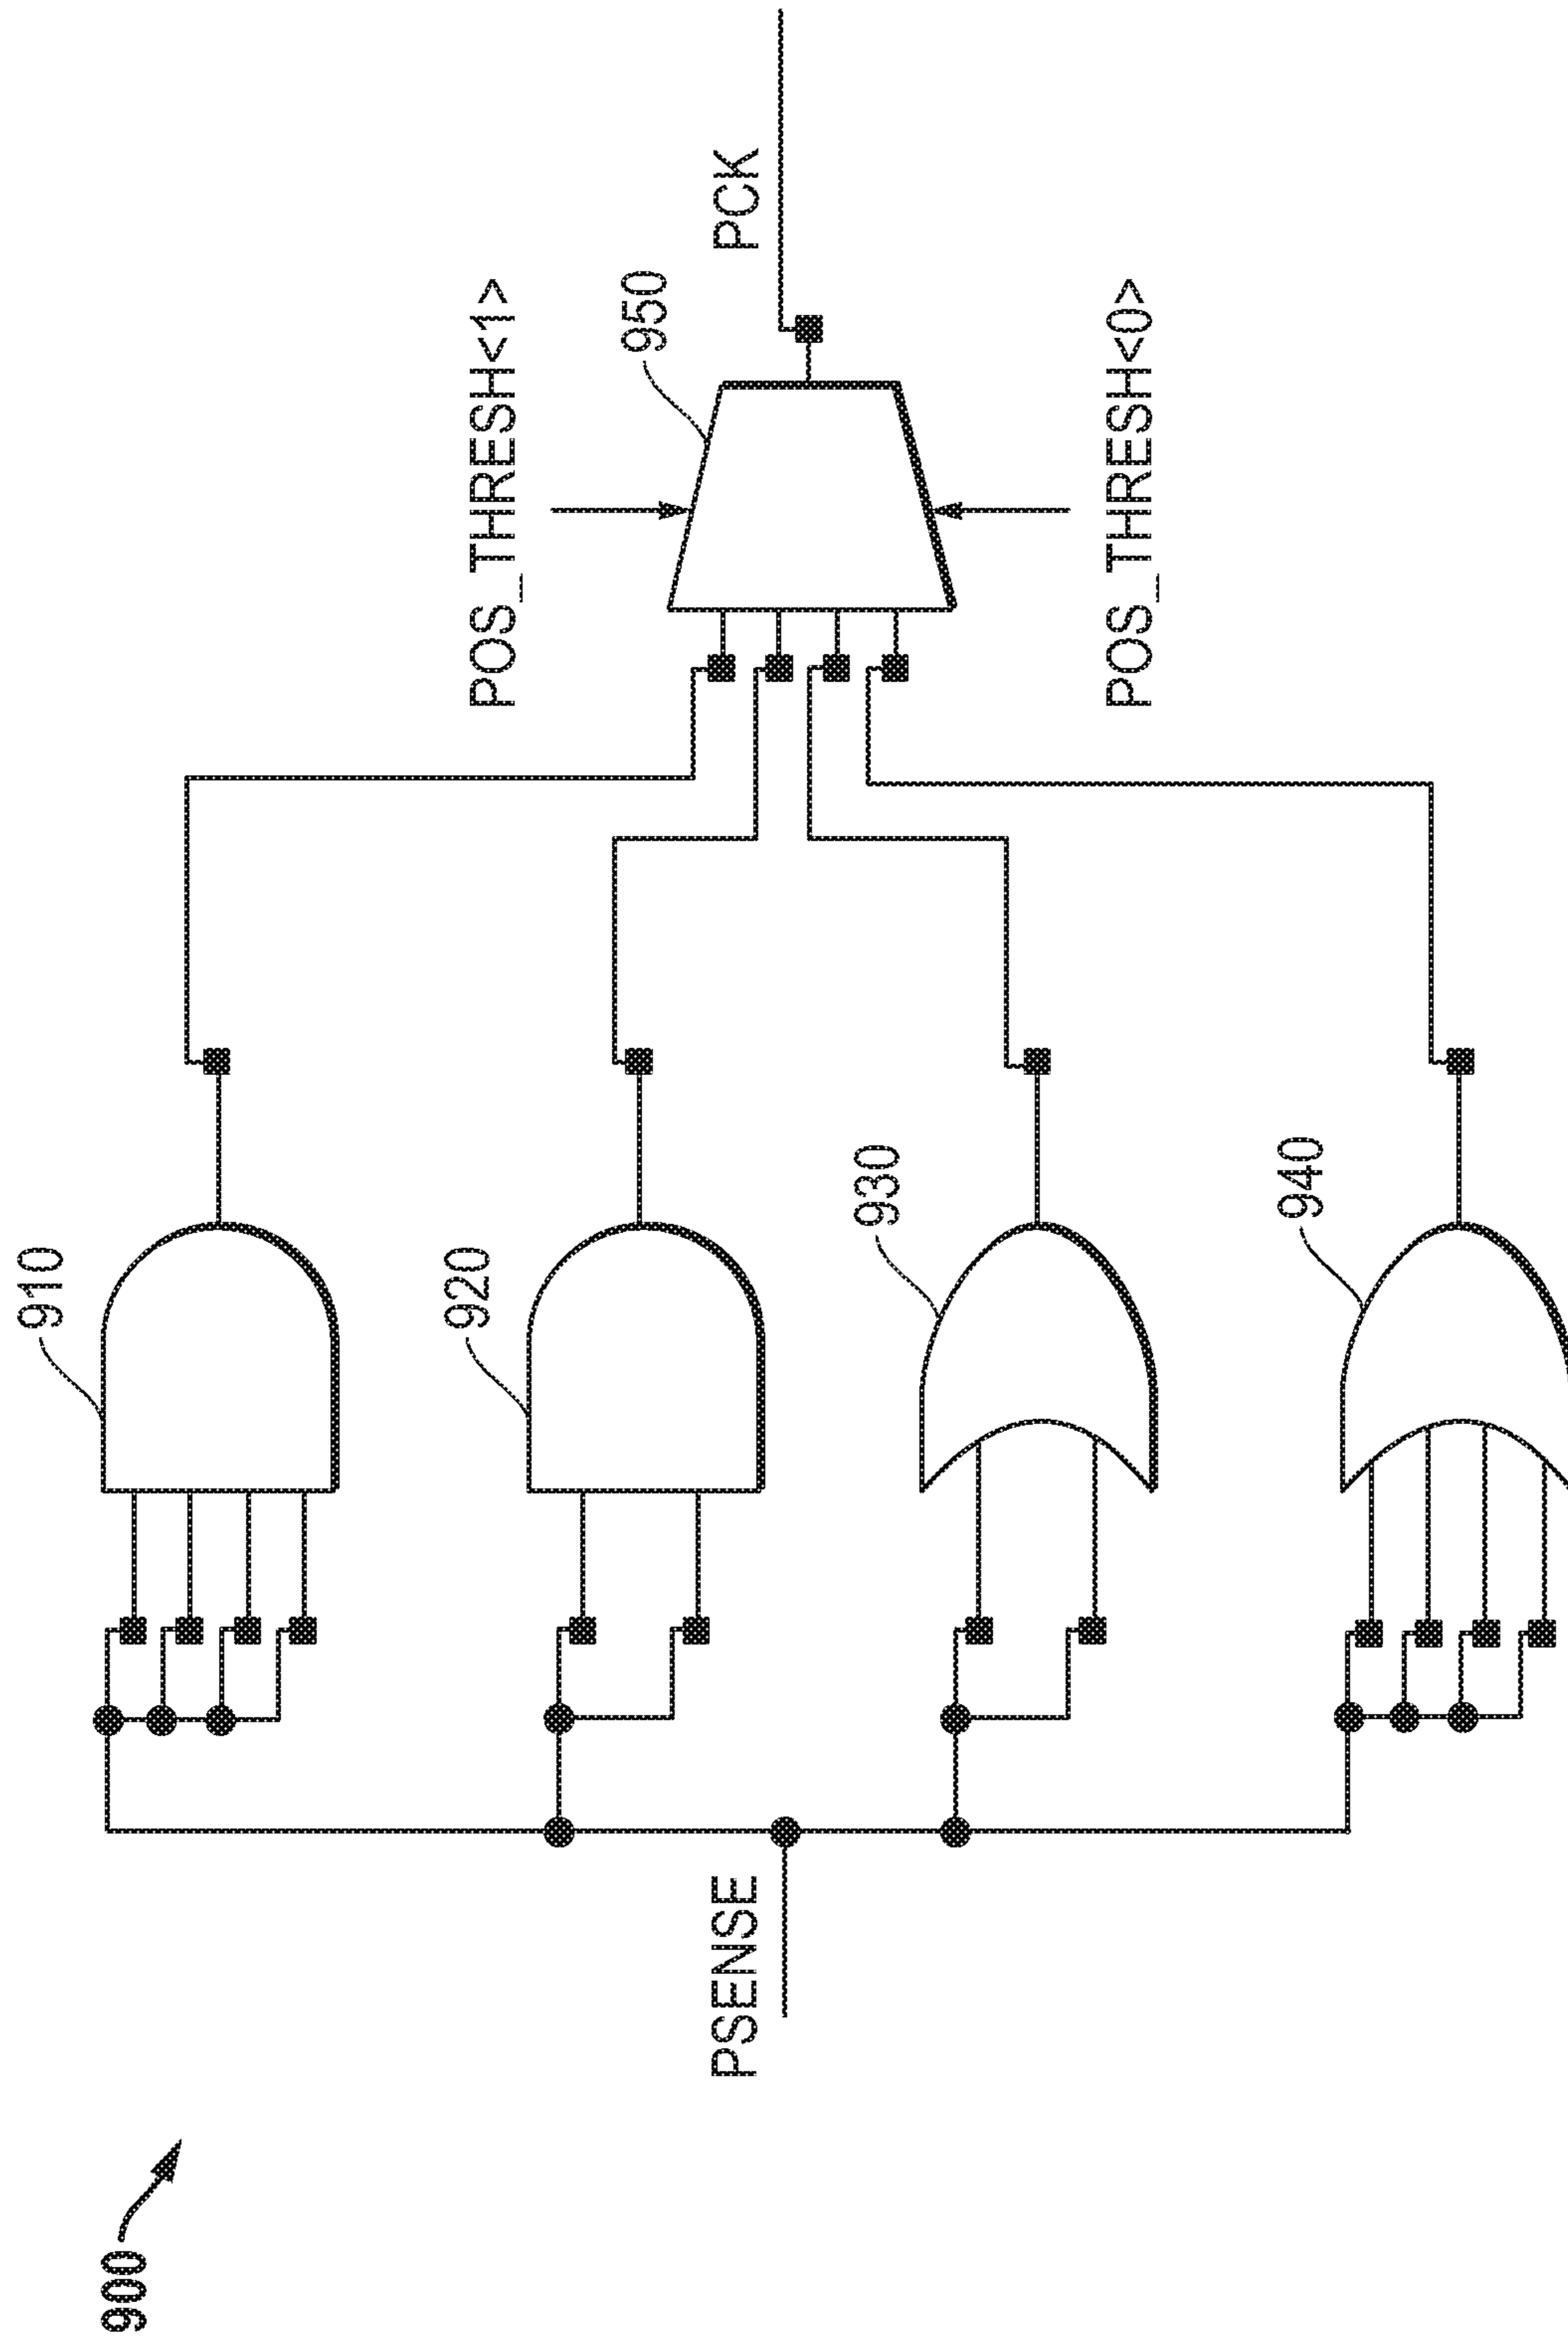 900
PSENSE
910
920
930
940
POS_THRESH<1>
950
POS_THRESH<0>
PCK